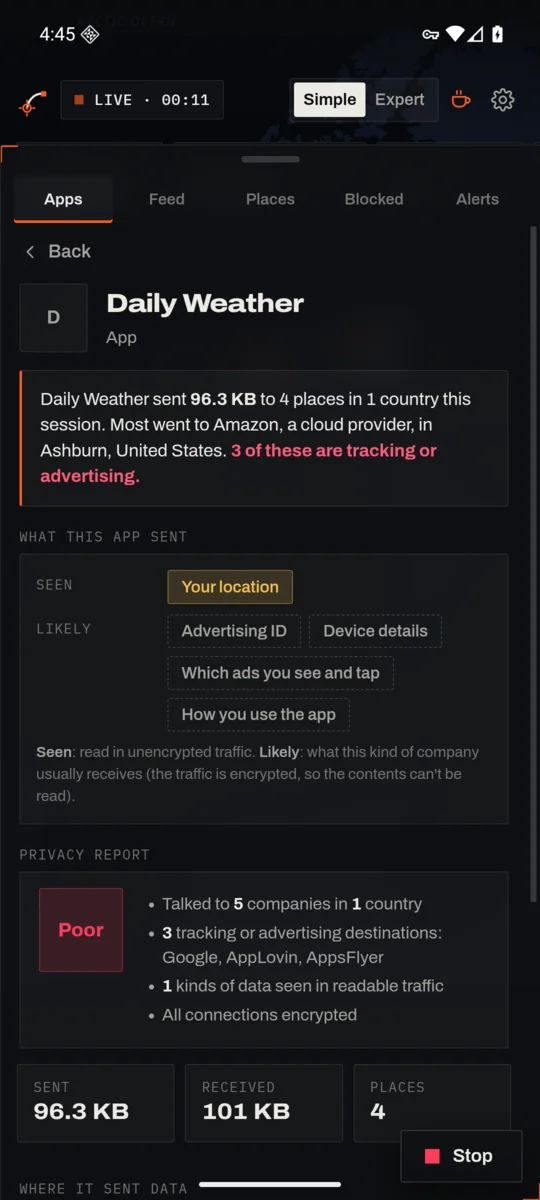 4:45
LIVE · 00:11
Simple
Expert
Apps
Feed
Places
Blocked
Alerts
Back
D
Daily Weather
App
Daily Weather sent 96.3 KB to 4 places in 1 country this
session. Most went to Amazon, a cloud provider, in
Ashburn, United States. 3 of these are tracking or
advertising.
WHAT THIS APP SENT
SEEN
Your location
LIKELY
Advertising ID
Device details
Which ads you see and tap
How you use the app
Seen: read in unencrypted traffic. Likely: what this kind of company
usually receives (the traffic is encrypted, so the contents can't be
read).
PRIVACY REPORT
Poor
• Talked to 5 companies in 1 country
• 3 tracking or advertising destinations:
Google, AppLovin, AppsFlyer
• 1 kinds of data seen in readable traffic
• All connections encrypted
SENT
96.3 KB
RECEIVED
101 KB
PLACES
4
Stop
WHERE IT SENT DATA